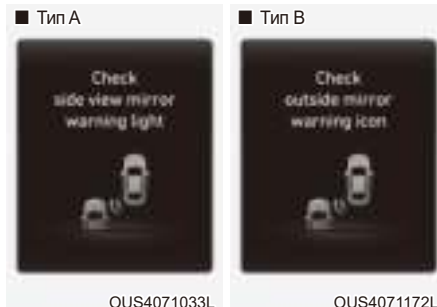 ■ Тип A
■ Тип B
Check
side view mirror
warning light
Check
outside mirror
warning icon
OUS4071033L
OUS4071172L